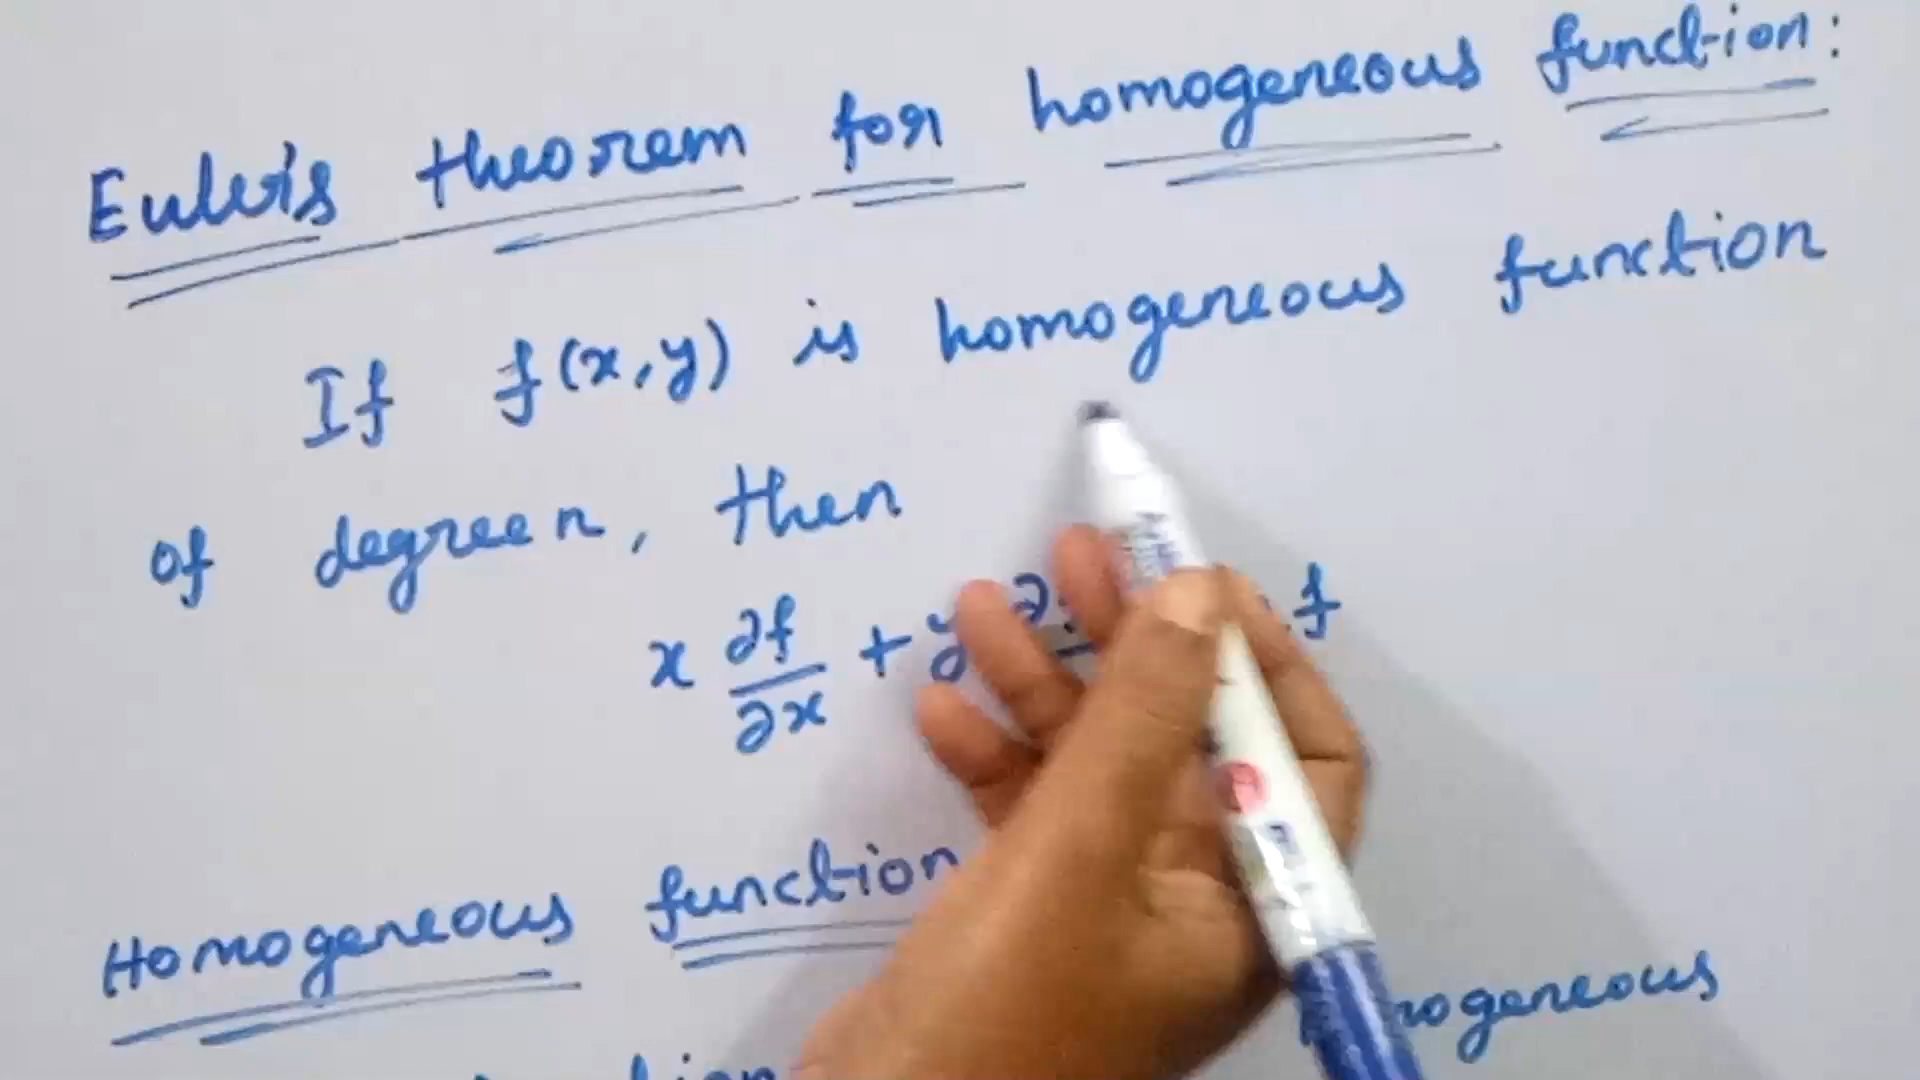 Euler's theorem for homogeneous function:
If f(x,y) is homogeneous function
of degree n, then
x ∂f/∂x + y ∂ f
Homogeneous function